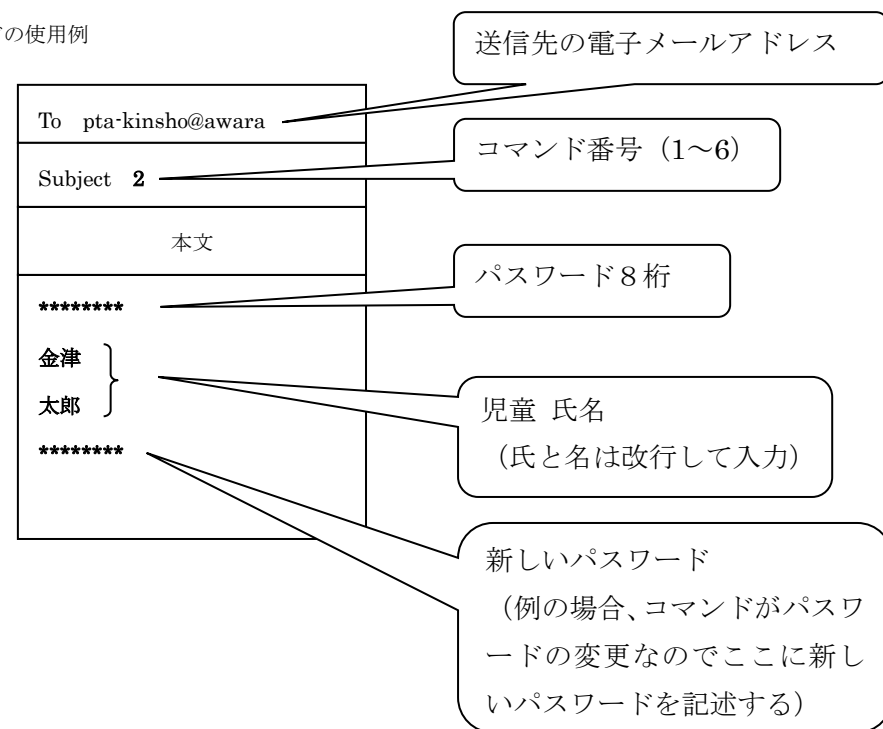 の使用例
送信先の電子メールアドレス
To pta-kinsho@awara
コマンド番号（1～6）
Subject 2
本文
パスワード８桁
********
金津
太郎
児童 氏名
（氏と名は改行して入力）
********
新しいパスワード
（例の場合、コマンドがパスワ
ードの変更なのでここに新し
いパスワードを記述する）